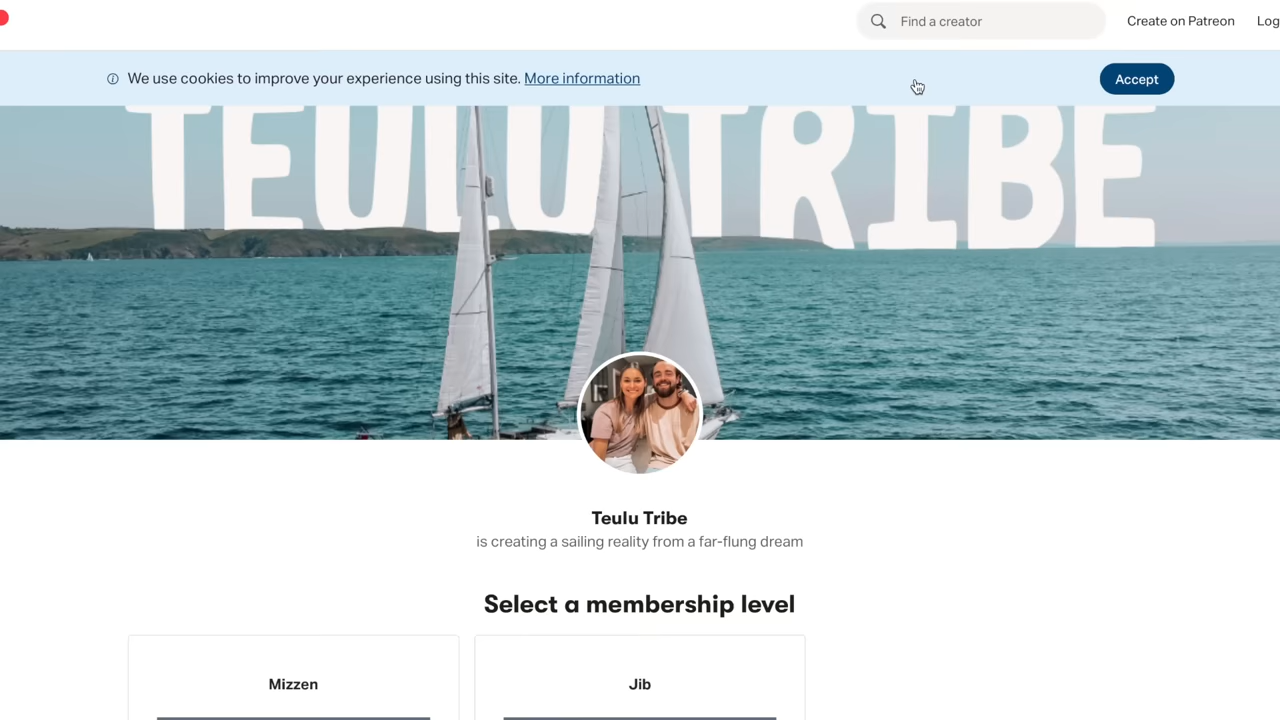 Find a creator
Create on Patreon
Log
We use cookies to improve your experience using this site. More information
Accept
TEULU TRIBE
Teulu Tribe
is creating a sailing reality from a far-flung dream
Select a membership level
Mizzen
Jib